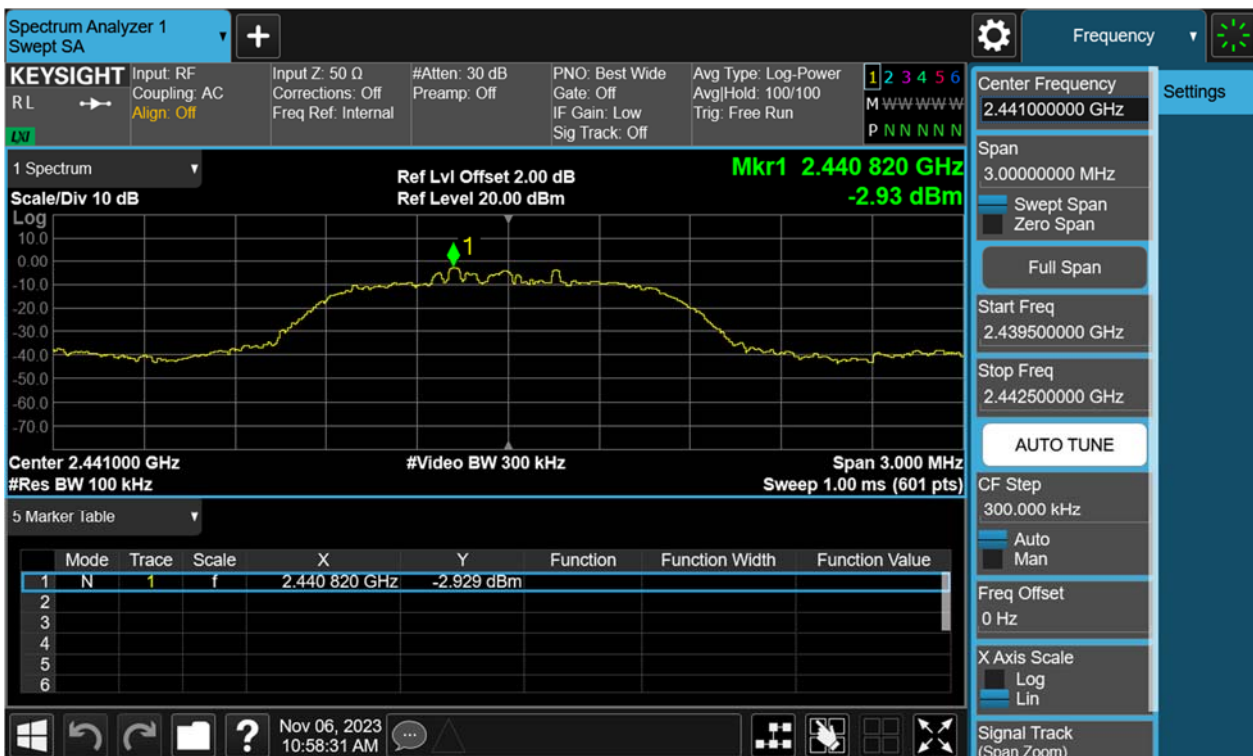 Spectrum Analyzer 1
Swept SA
Frequency
KEYSIGHT
RL
LXI
Input: RF
Coupling: AC
Align: Off
Input Z: 50 Ω
Corrections: Off
Freq Ref: Internal
#Atten: 30 dB
Preamp: Off
PNO: Best Wide
Gate: Off
IF Gain: Low
Sig Track: Off
Avg Type: Log-Power
Avg|Hold: 100/100
Trig: Free Run
1 2 3 4 5 6
M W W W W W
P N N N N N
1 Spectrum
Scale/Div 10 dB
Ref Lvl Offset 2.00 dB
Ref Level 20.00 dBm
Mkr1 2.440 820 GHz
-2.93 dBm
Log
10.0
0.00
-10.0
-20.0
-30.0
-40.0
-50.0
-60.0
-70.0
1
Center 2.441000 GHz
#Video BW 300 kHz
Span 3.000 MHz
#Res BW 100 kHz
Sweep 1.00 ms (601 pts)
5 Marker Table
Mode Trace Scale X Y Function Function Width Function Value
1 N 1 f 2.440 820 GHz -2.929 dBm
2
3
4
5
6
Nov 06, 2023
10:58:31 AM
Center Frequency
2.441000000 GHz
Settings
Span
3.00000000 MHz
Swept Span
Zero Span
Full Span
Start Freq
2.439500000 GHz
Stop Freq
2.442500000 GHz
AUTO TUNE
CF Step
300.000 kHz
Auto
Man
Freq Offset
0 Hz
X Axis Scale
Log
Lin
Signal Track
(Span Zoom)